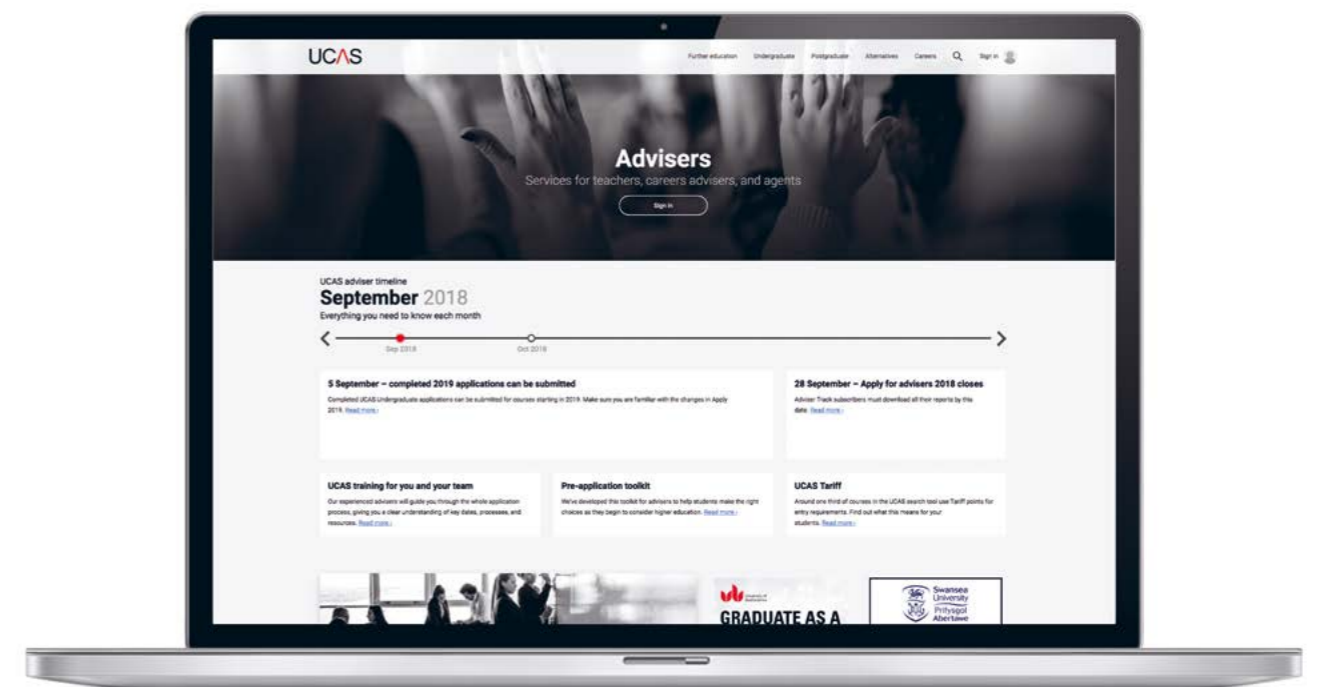 UCAS
Further education Undergraduate Postgraduate Alternatives Careers Sign in
Advisers
Services for teachers, careers advisers, and agents
Sign in
UCAS adviser timeline
September 2018
Everything you need to know each month
Sep 2018 Oct 2018
5 September – completed 2019 applications can be submitted
Completed UCAS Undergraduate applications can be submitted for courses starting in 2019. Make sure you are familiar with the changes in Apply
2019. Read more ›
28 September – Apply for advisers 2018 closes
Adviser Track subscribers must download all their reports by this
date. Read more ›
UCAS training for you and your team
Our experienced advisers will guide you through the whole application
process, giving you a clear understanding of key dates, processes, and
resources. Read more ›
Pre-application toolkit
We've developed this toolkit for advisers to help students make the right
choices as they begin to consider higher education. Read more ›
UCAS Tariff
Around one third of courses in the UCAS search tool use Tariff points for
entry requirements. Find out what this means for your
students. Read more ›
University of
GRADUATE AS A
Swansea
University
Prifysgol
Abertawe